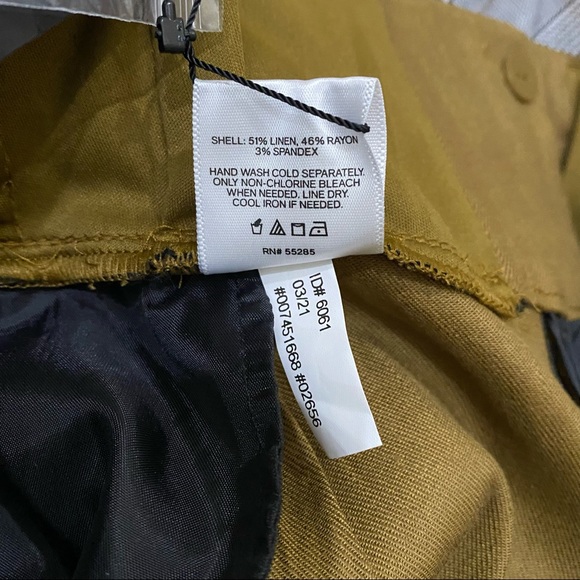 SHELL: 51% LINEN, 46% RAYON
3% SPANDEX
HAND WASH COLD SEPARATELY.
ONLY NON-CHLORINE BLEACH
WHEN NEEDED. LINE DRY.
COOL IRON IF NEEDED.
RN# 55285
ID# 6061
03/21
#007451668 #02656